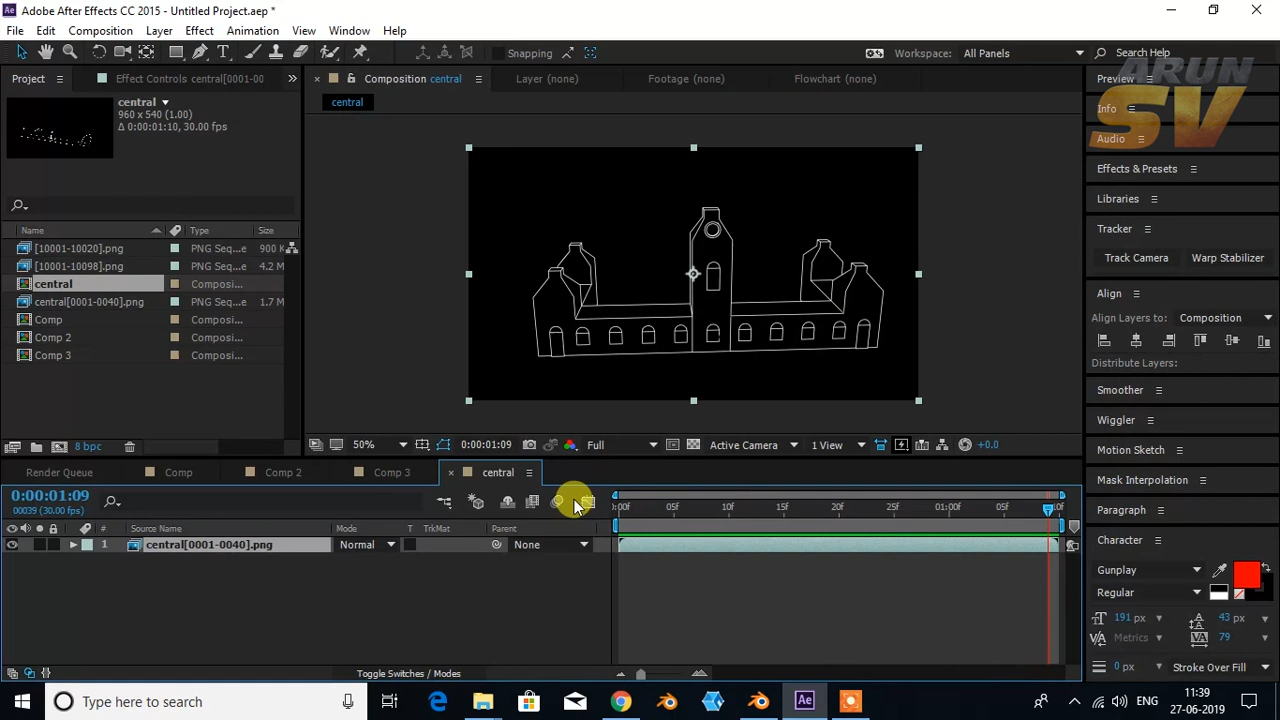 Adobe After Effects CC 2015 - Untitled Project.aep *
File Edit Composition Layer Effect Animation View Window Help
Snapping
Workspace: All Panels
Search Help
ARUN
SV
Project
Effect Controls central[0001-00
Composition central
Layer (none)
Footage (none)
Flowchart (none)
central
central
960 x 540 (1.00)
Δ 0:00:01:10, 30.00 fps
Name Type Size
[10001-10020].png PNG Seq...e 900 K
[10001-10098].png PNG Seq...e 4.2 M
central Composi...
central[0001-0040].png PNG Seq...e 1.7 M
Comp Composi...
Comp 2 Composi...
Comp 3 Composi...
8 bpc
50% 0:00:01:09 Full Active Camera 1 View +0.0
Preview
Info
Audio
Effects & Presets
Libraries
Tracker
Track Camera Warp Stabilizer
Align
Align Layers to: Composition
Distribute Layers:
Smoother
Wiggler
Motion Sketch
Mask Interpolation
Paragraph
Character
Gunplay
Regular
191 px 43 px
Metrics 79
0 px Stroke Over Fill
Render Queue Comp Comp 2 Comp 3 central
0:00:01:09
00039 (30.00 fps)
:00f 05f 10f 15f 20f 25f 01:00f 05f 10f
# Source Name Mode T TrkMat Parent
1 central[0001-0040].png Normal None
Toggle Switches / Modes
Type here to search
ENG
11:39
27-06-2019